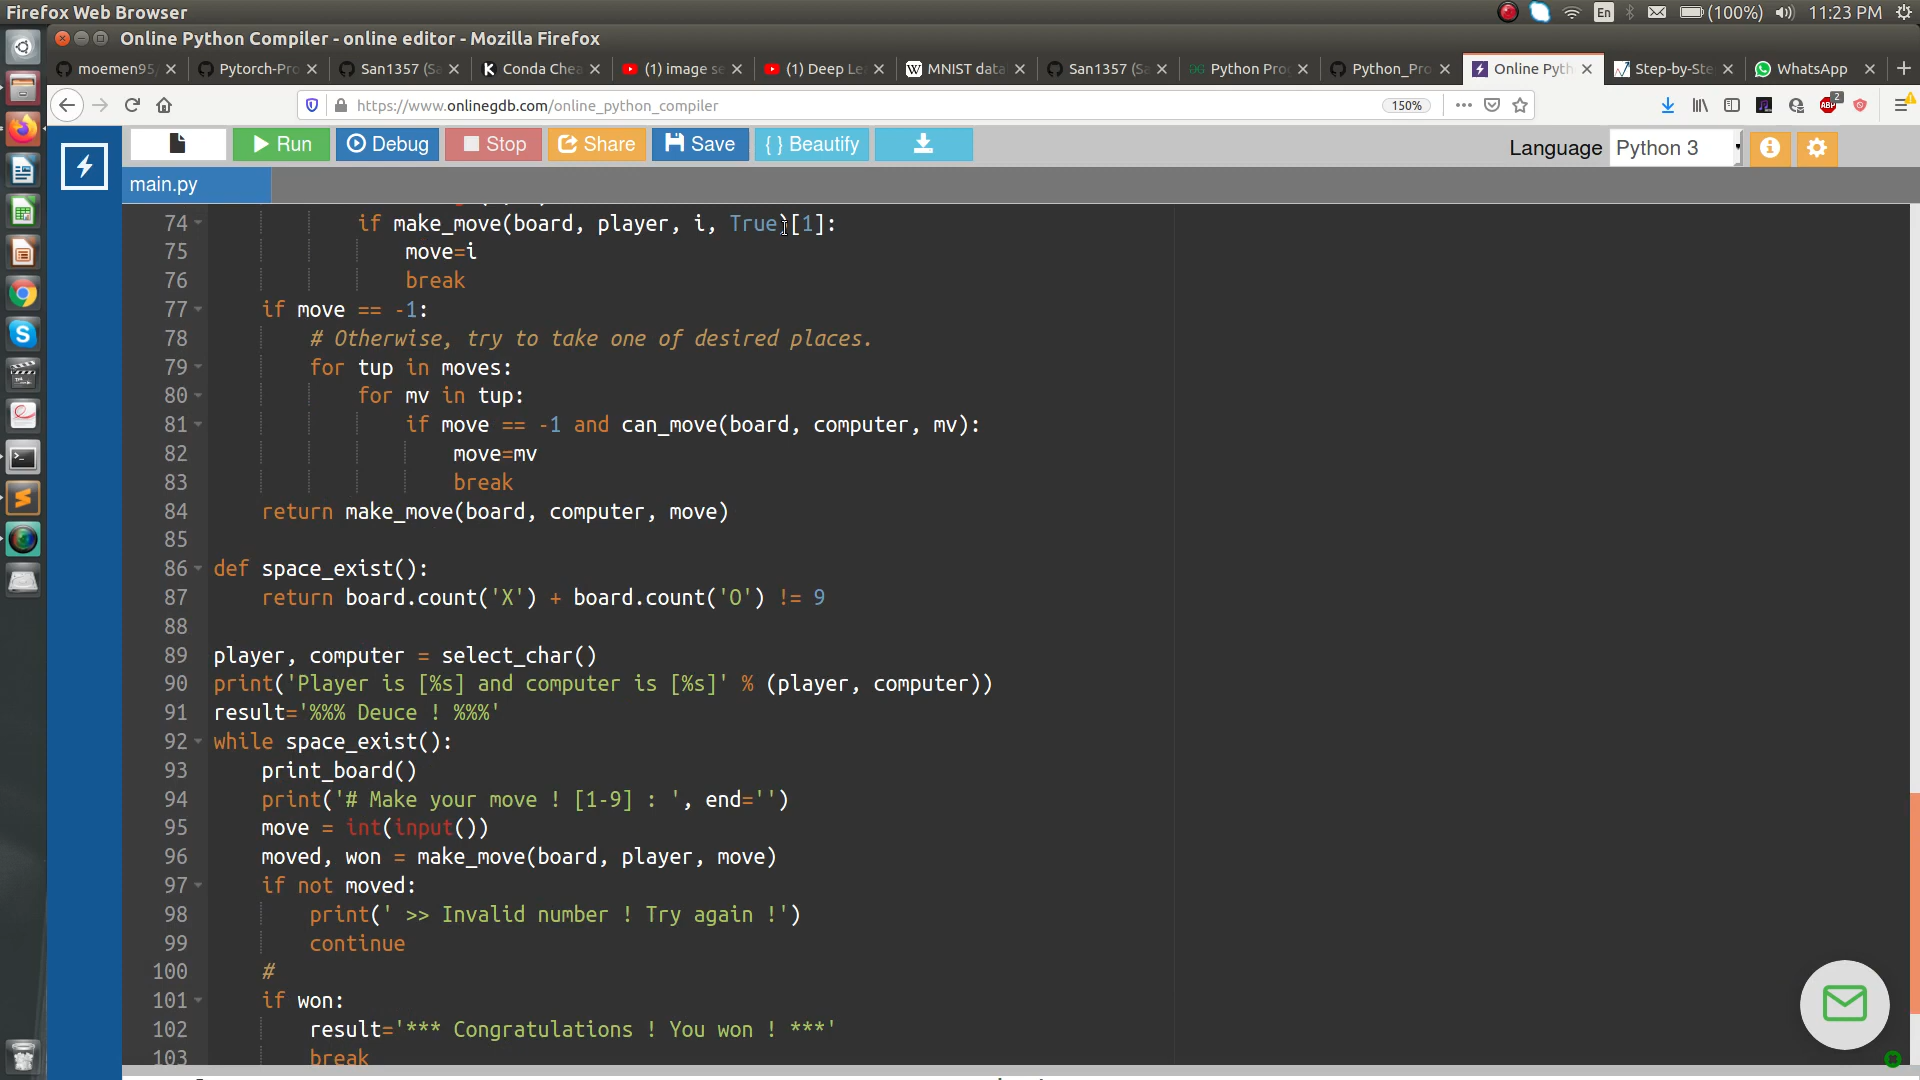 Firefox Web Browser
En
(100%)
11:23 PM
Online Python Compiler - online editor - Mozilla Firefox
moemen95/
Pytorch-Pro
San1357 (Sa
K Conda Chea
(1) image se
(1) Deep Lea
W MNIST data
San1357 (Sa
Python Pro
Python_Pro
Online Pyth
Step-by-Ste
WhatsApp
https://www.onlinegdb.com/online_python_compiler
150%
ABP
2
Run
Debug
Stop
Share
Save
{ } Beautify
Language
Python 3
main.py
74 if make_move(board, player, i, True)[1]:
75 move=i
76 break
77 if move == -1:
78 # Otherwise, try to take one of desired places.
79 for tup in moves:
80 for mv in tup:
81 if move == -1 and can_move(board, computer, mv):
82 move=mv
83 break
84 return make_move(board, computer, move)
85
86 def space_exist():
87 return board.count('X') + board.count('O') != 9
88
89 player, computer = select_char()
90 print('Player is [%s] and computer is [%s]' % (player, computer))
91 result='%%% Deuce ! %%%'
92 while space_exist():
93 print_board()
94 print('# Make your move ! [1-9] : ', end='')
95 move = int(input())
96 moved, won = make_move(board, player, move)
97 if not moved:
98 print(' >> Invalid number ! Try again !')
99 continue
100 #
101 if won:
102 result='*** Congratulations ! You won ! ***'
103 break